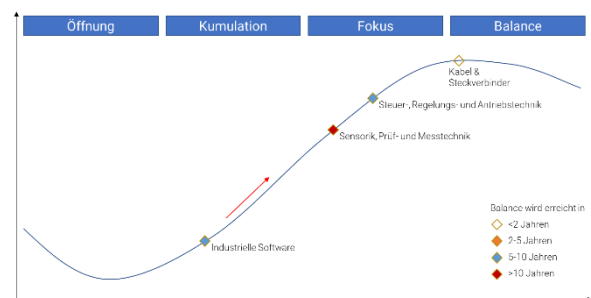 Öffnung
Kumulation
Fokus
Balance
Kabel &
Steckverbinder
Steuer-, Regelungs- und Antriebstechnik
Sensorik, Prüf- und Messtechnik
Industrielle Software
Balance wird erreicht in
<2 Jahren
2-5 Jahren
5-10 Jahren
>10 Jahren